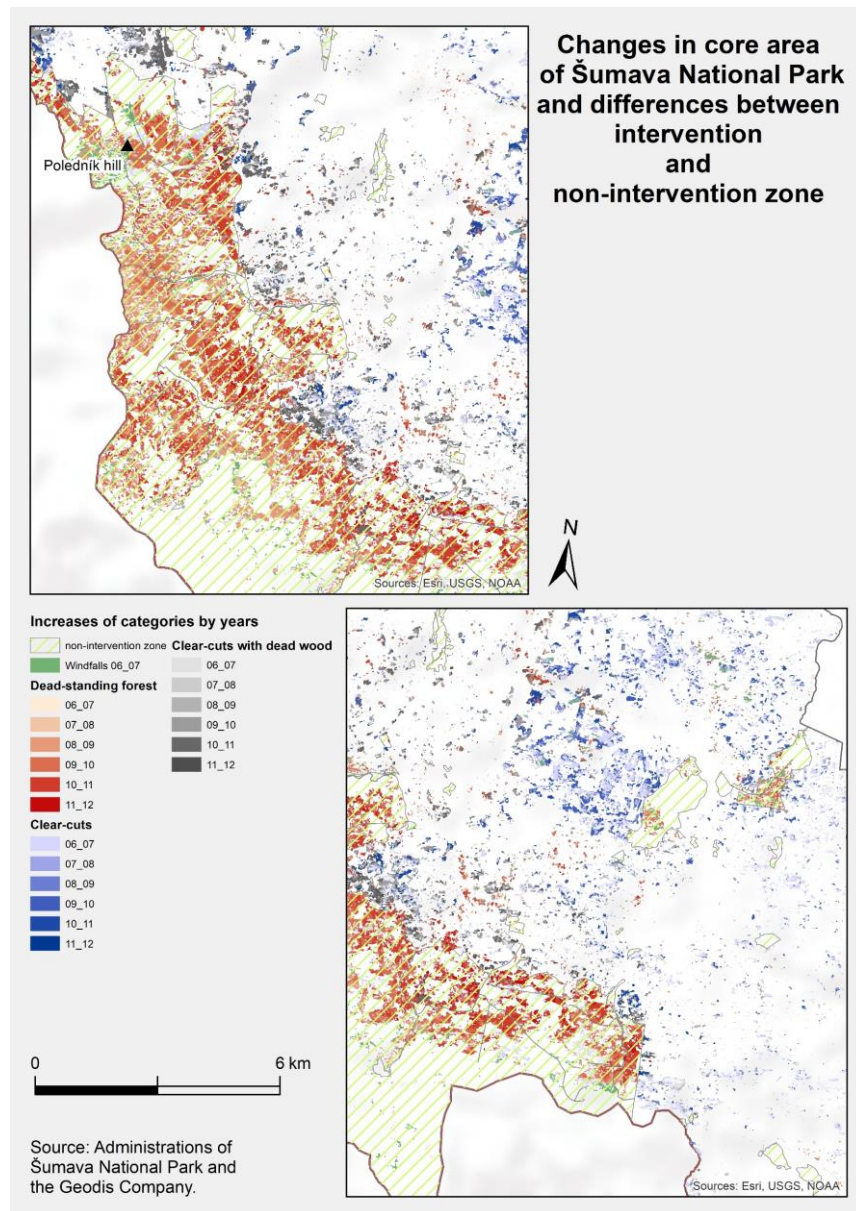 Changes in core area
of Šumava National Park
and differences between
intervention
and
non-intervention zone
Poledník hill
Sources: Esri, USGS, NOAA
N
Increases of categories by years
non-intervention zone
Windfalls 06_07
Dead-standing forest
06_07
07_08
08_09
09_10
10_11
11_12
Clear-cuts
06_07
07_08
08_09
09_10
10_11
11_12
Clear-cuts with dead wood
06_07
07_08
08_09
09_10
10_11
11_12
0 6 km
Source: Administrations of
Šumava National Park and
the Geodis Company.
Sources: Esri, USGS, NOAA